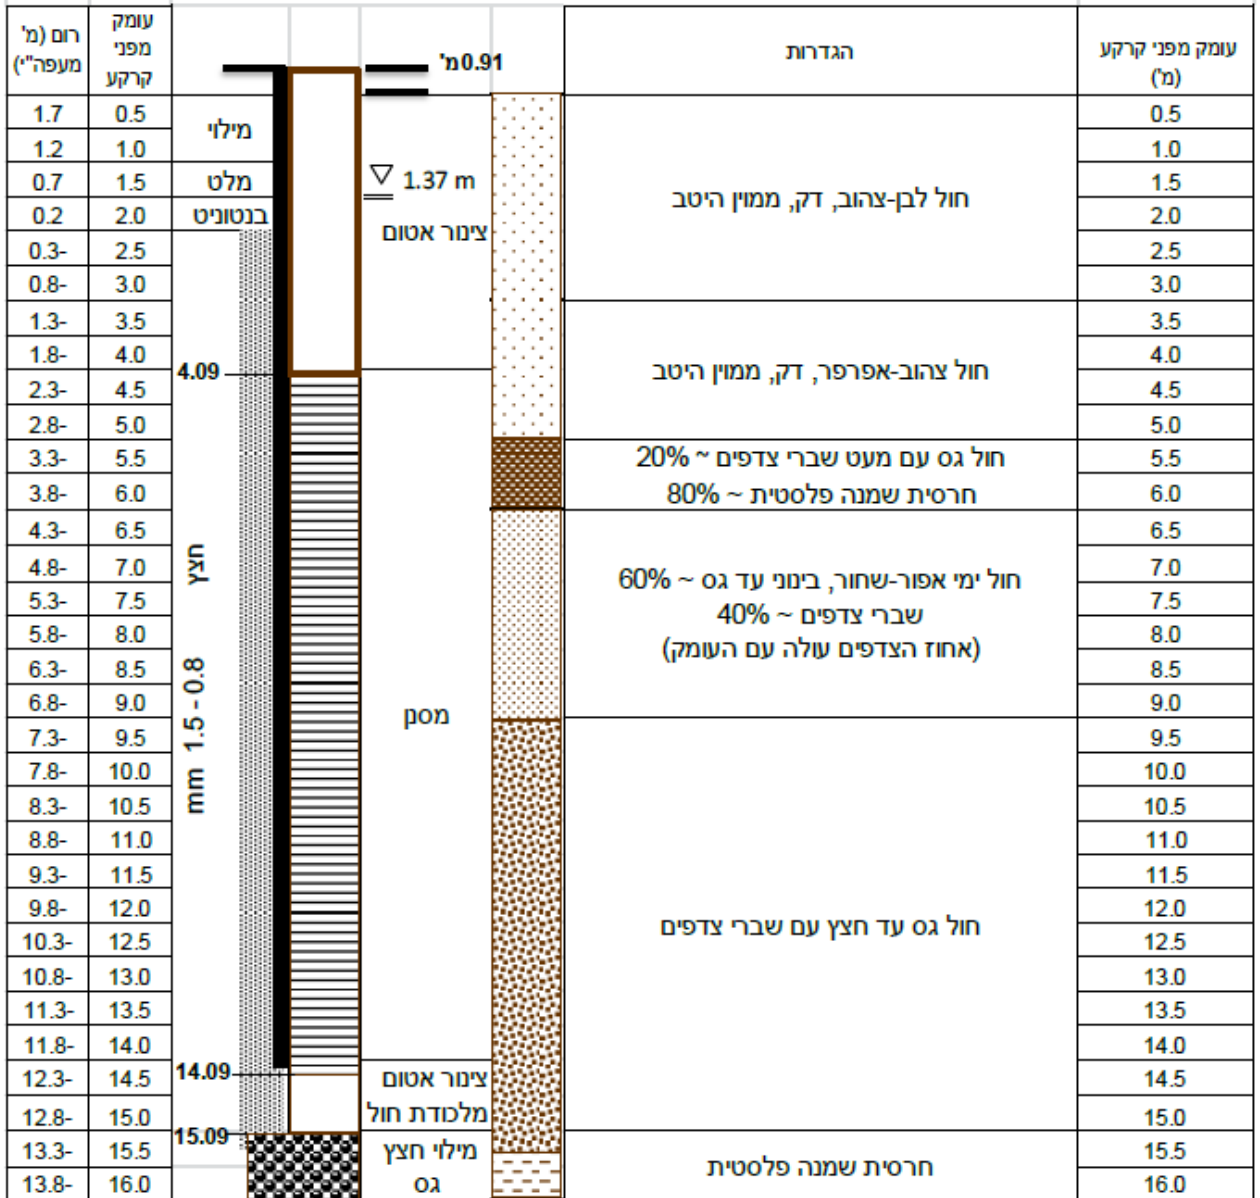 עומק מפני קרקע (מ') הגדרות 0.91מ' עומק מפני קרקע רום (מ' מעפה"י)
0.5 מילוי 0.5 1.7
1.0 1.0 1.2
1.5 1.37 m מלט 1.5 0.7
2.0 חול לבן-צהוב, דק, ממוין היטב צינור אטום בנטוניט 2.0 0.2
2.5 2.5 0.3-
3.0 3.0 0.8-
3.5 3.5 1.3-
4.0 חול צהוב-אפרפר, דק, ממוין היטב 4.09 4.0 1.8-
4.5 4.5 2.3-
5.0 5.0 2.8-
5.5 חול גס עם מעט שברי צדפים ~ 20% 5.5 3.3-
6.0 חרסית שמנה פלסטית ~ 80% 6.0 3.8-
6.5 6.5 4.3-
7.0 חול ימי אפור-שחור, בינוני עד גס ~ 60% חצץ 7.0 4.8-
7.5 שברי צדפים ~ 40% 7.5 5.3-
8.0 (אחוז הצדפים עולה עם העומק) 8.0 5.8-
8.5 8.5 6.3-
9.0 מסנן 1.5 - 0.8 9.0 6.8-
9.5 9.5 7.3-
10.0 mm 10.0 7.8-
10.5 10.5 8.3-
11.0 11.0 8.8-
11.5 11.5 9.3-
12.0 חול גס עד חצץ עם שברי צדפים 12.0 9.8-
12.5 12.5 10.3-
13.0 13.0 10.8-
13.5 13.5 11.3-
14.0 14.0 11.8-
14.5 צינור אטום 14.09 14.5 12.3-
15.0 מלכודת חול 15.09 15.0 12.8-
15.5 חרסית שמנה פלסטית מילוי חצץ 15.5 13.3-
16.0 גס 16.0 13.8-